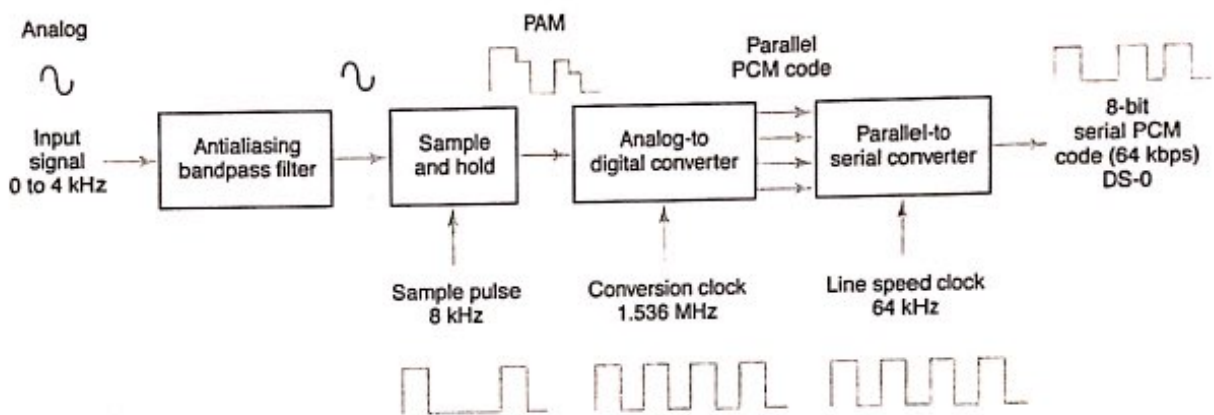 Analog
PAM
Parallel
PCM code
Input
signal
0 to 4 kHz
Antialiasing
bandpass filter
Sample
and hold
Analog-to
digital converter
Parallel-to
serial converter
8-bit
serial PCM
code (64 kbps)
DS-0
Sample pulse
8 kHz
Conversion clock
1.536 MHz
Line speed clock
64 kHz